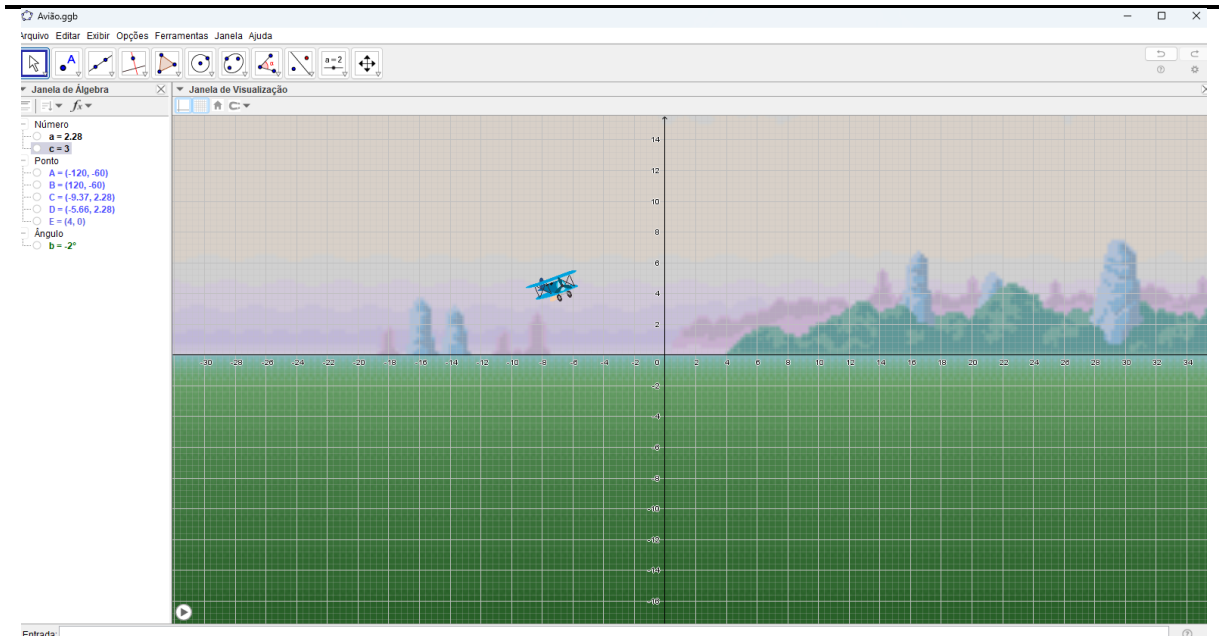 Avião.ggb
Arquivo Editar Exibir Opções Ferramentas Janela Ajuda
A
α
a=2
Janela de Álgebra
Janela de Visualização
fx
Número
a = 2.28
c = 3
Ponto
A = (-120, -60)
B = (120, -60)
C = (-9.37, 2.28)
D = (-5.66, 2.28)
E = (4, 0)
Ângulo
b = -2°
14
12
10
8
6
4
2
-30 -28 -26 -24 -22 -20 -18 -16 -14 -12 -10 -8 -6 -4 -2 0 2 4 6 8 10 12 14 16 18 20 22 24 26 28 30 32 34
-2
-4
-6
-8
-10
-12
-14
-16
Entrada: